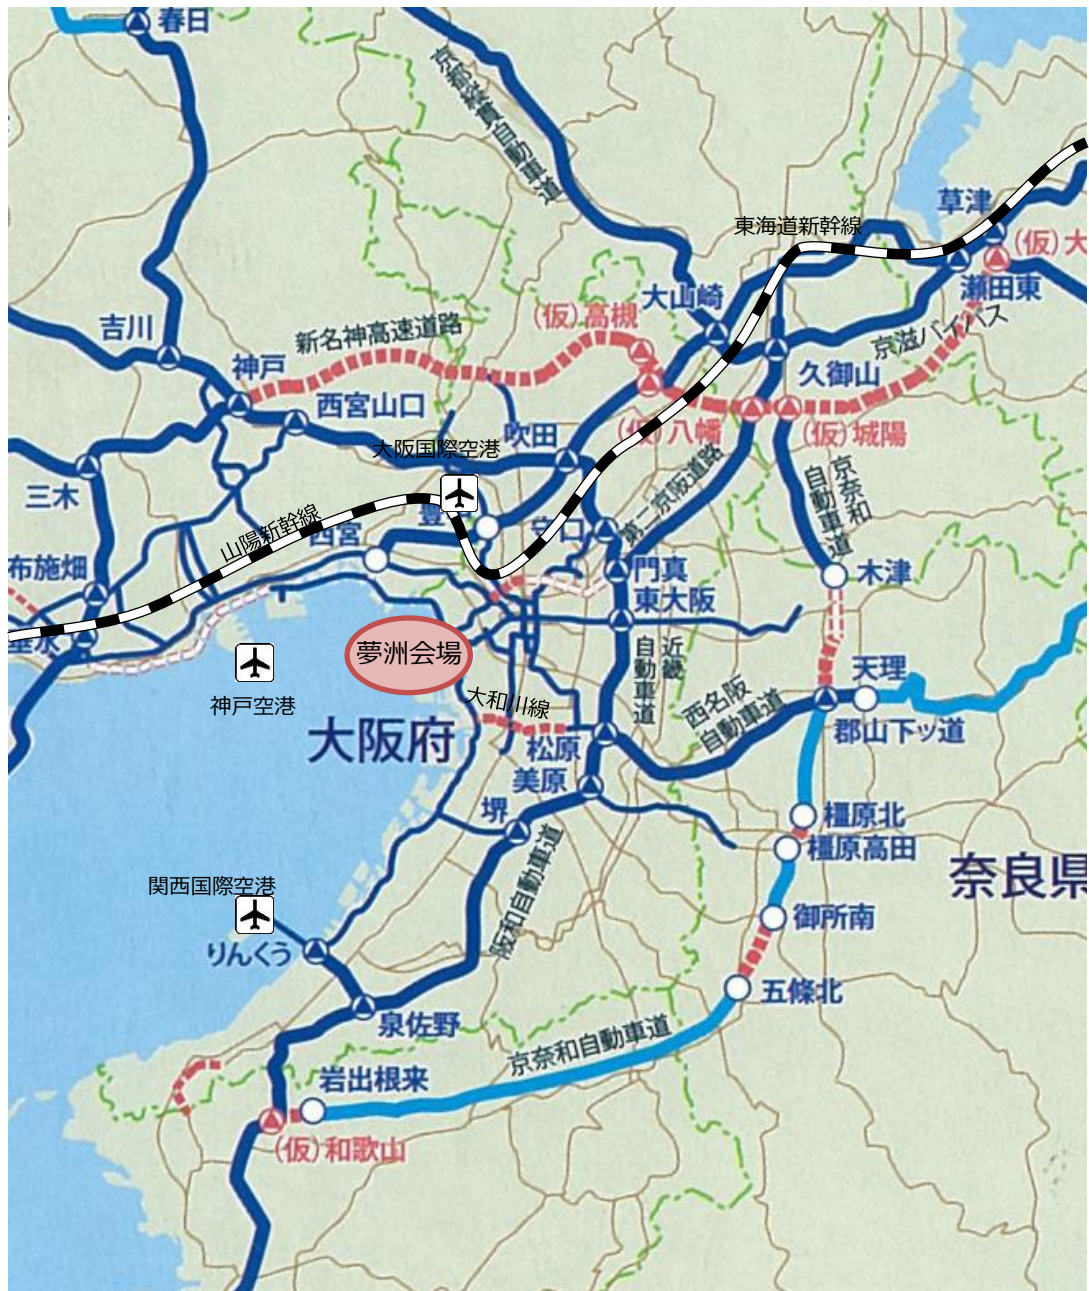 春日
京都縦貫自動車道
草津
東海道新幹線
(仮)大
瀬田東
大山崎
吉川
(仮)高槻
新名神高速道路
京滋バイパス
神戸
久御山
西宮山口
(仮)八幡
(仮)城陽
吹田
大阪国際空港
三木
第二京阪道路
京奈和
自動車道
山陽新幹線
西宮
守口
布施畑
門真
木津
東大阪
垂水
夢洲会場
近畿
自動車道
天理
神戸空港
大和川線
西名阪
自動車道
郡山下ッ道
大阪府
松原
美原
堺
橿原北
橿原高田
阪和自動車道
奈良県
関西国際空港
御所南
りんくう
五條北
泉佐野
京奈和自動車道
岩出根来
(仮)和歌山